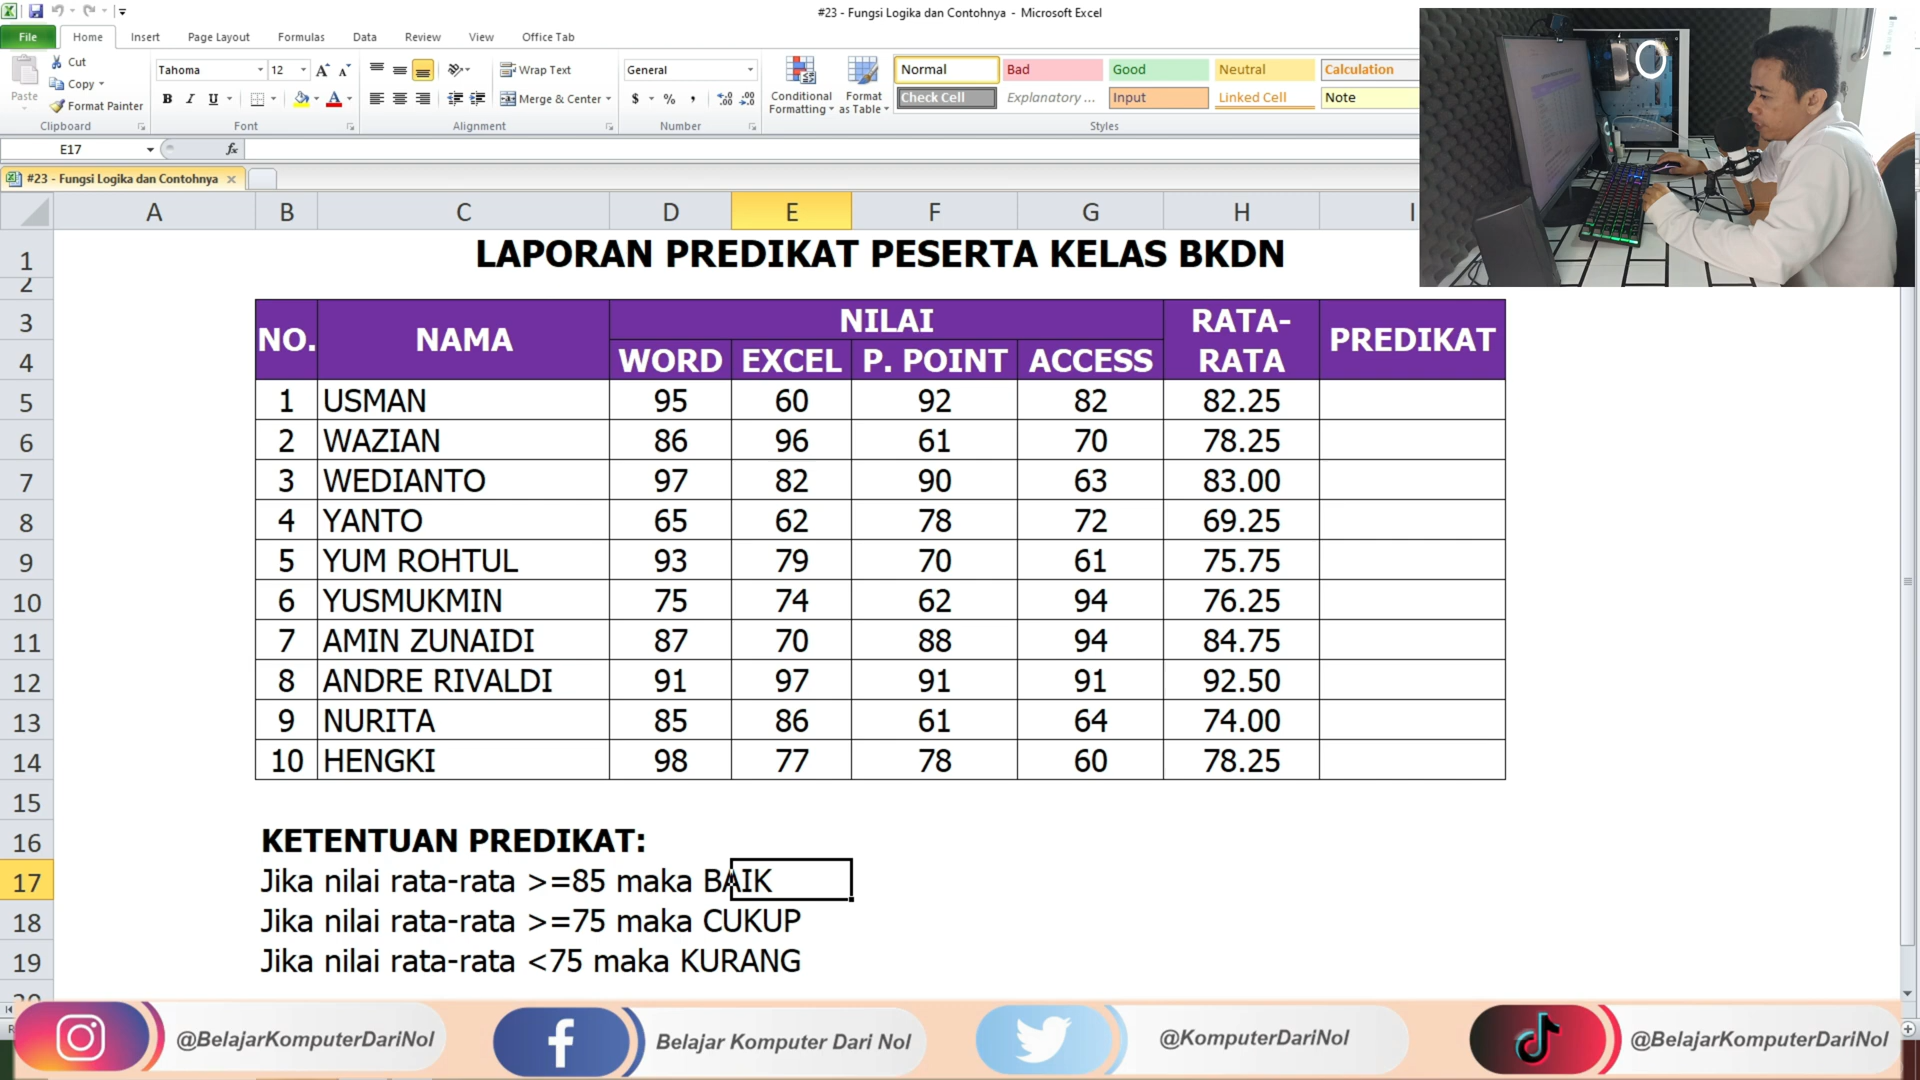 #23 - Fungsi Logika dan Contohnya - Microsoft Excel
File Home Insert Page Layout Formulas Data Review View Office Tab
Paste
Cut
Copy
Format Painter
Clipboard
Tahoma 12
B I U
Font
Wrap Text
Merge & Center
Alignment
General
$ % ,
Number
Conditional Formatting
Format as Table
Normal Bad Good Neutral Calculation
Check Cell Explanatory ... Input Linked Cell Note
Styles
E17 fx
#23 - Fungsi Logika dan Contohnya
A B C D E F G H I
1 LAPORAN PREDIKAT PESERTA KELAS BKDN
2
3 NO. NAMA NILAI RATA- PREDIKAT
4 WORD EXCEL P. POINT ACCESS RATA
5 1 USMAN 95 60 92 82 82.25
6 2 WAZIAN 86 96 61 70 78.25
7 3 WEDIANTO 97 82 90 63 83.00
8 4 YANTO 65 62 78 72 69.25
9 5 YUM ROHTUL 93 79 70 61 75.75
10 6 YUSMUKMIN 75 74 62 94 76.25
11 7 AMIN ZUNAIDI 87 70 88 94 84.75
12 8 ANDRE RIVALDI 91 97 91 91 92.50
13 9 NURITA 85 86 61 64 74.00
14 10 HENGKI 98 77 78 60 78.25
15
16 KETENTUAN PREDIKAT:
17 Jika nilai rata-rata >=85 maka BAIK
18 Jika nilai rata-rata >=75 maka CUKUP
19 Jika nilai rata-rata <75 maka KURANG
@BelajarKomputerDariNol Belajar Komputer Dari Nol @KomputerDariNol @BelajarKomputerDariNol